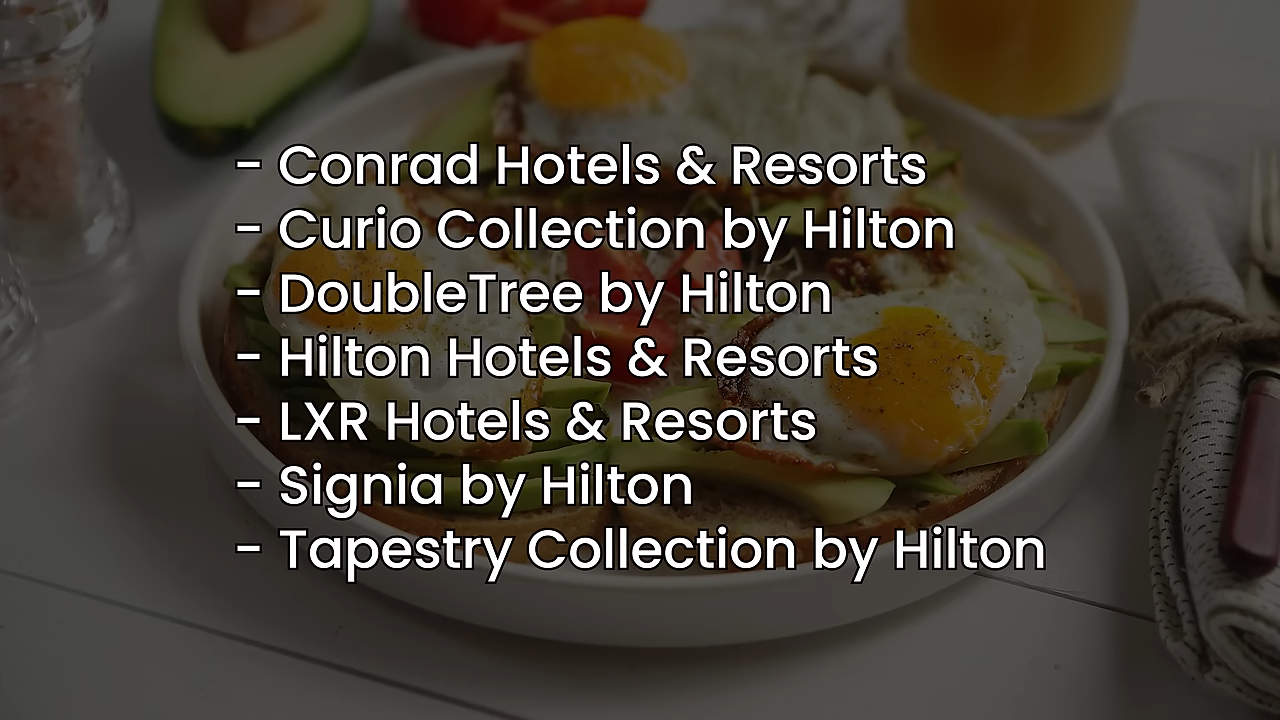 - Conrad Hotels & Resorts
- Curio Collection by Hilton
- DoubleTree by Hilton
- Hilton Hotels & Resorts
- LXR Hotels & Resorts
- Signia by Hilton
- Tapestry Collection by Hilton